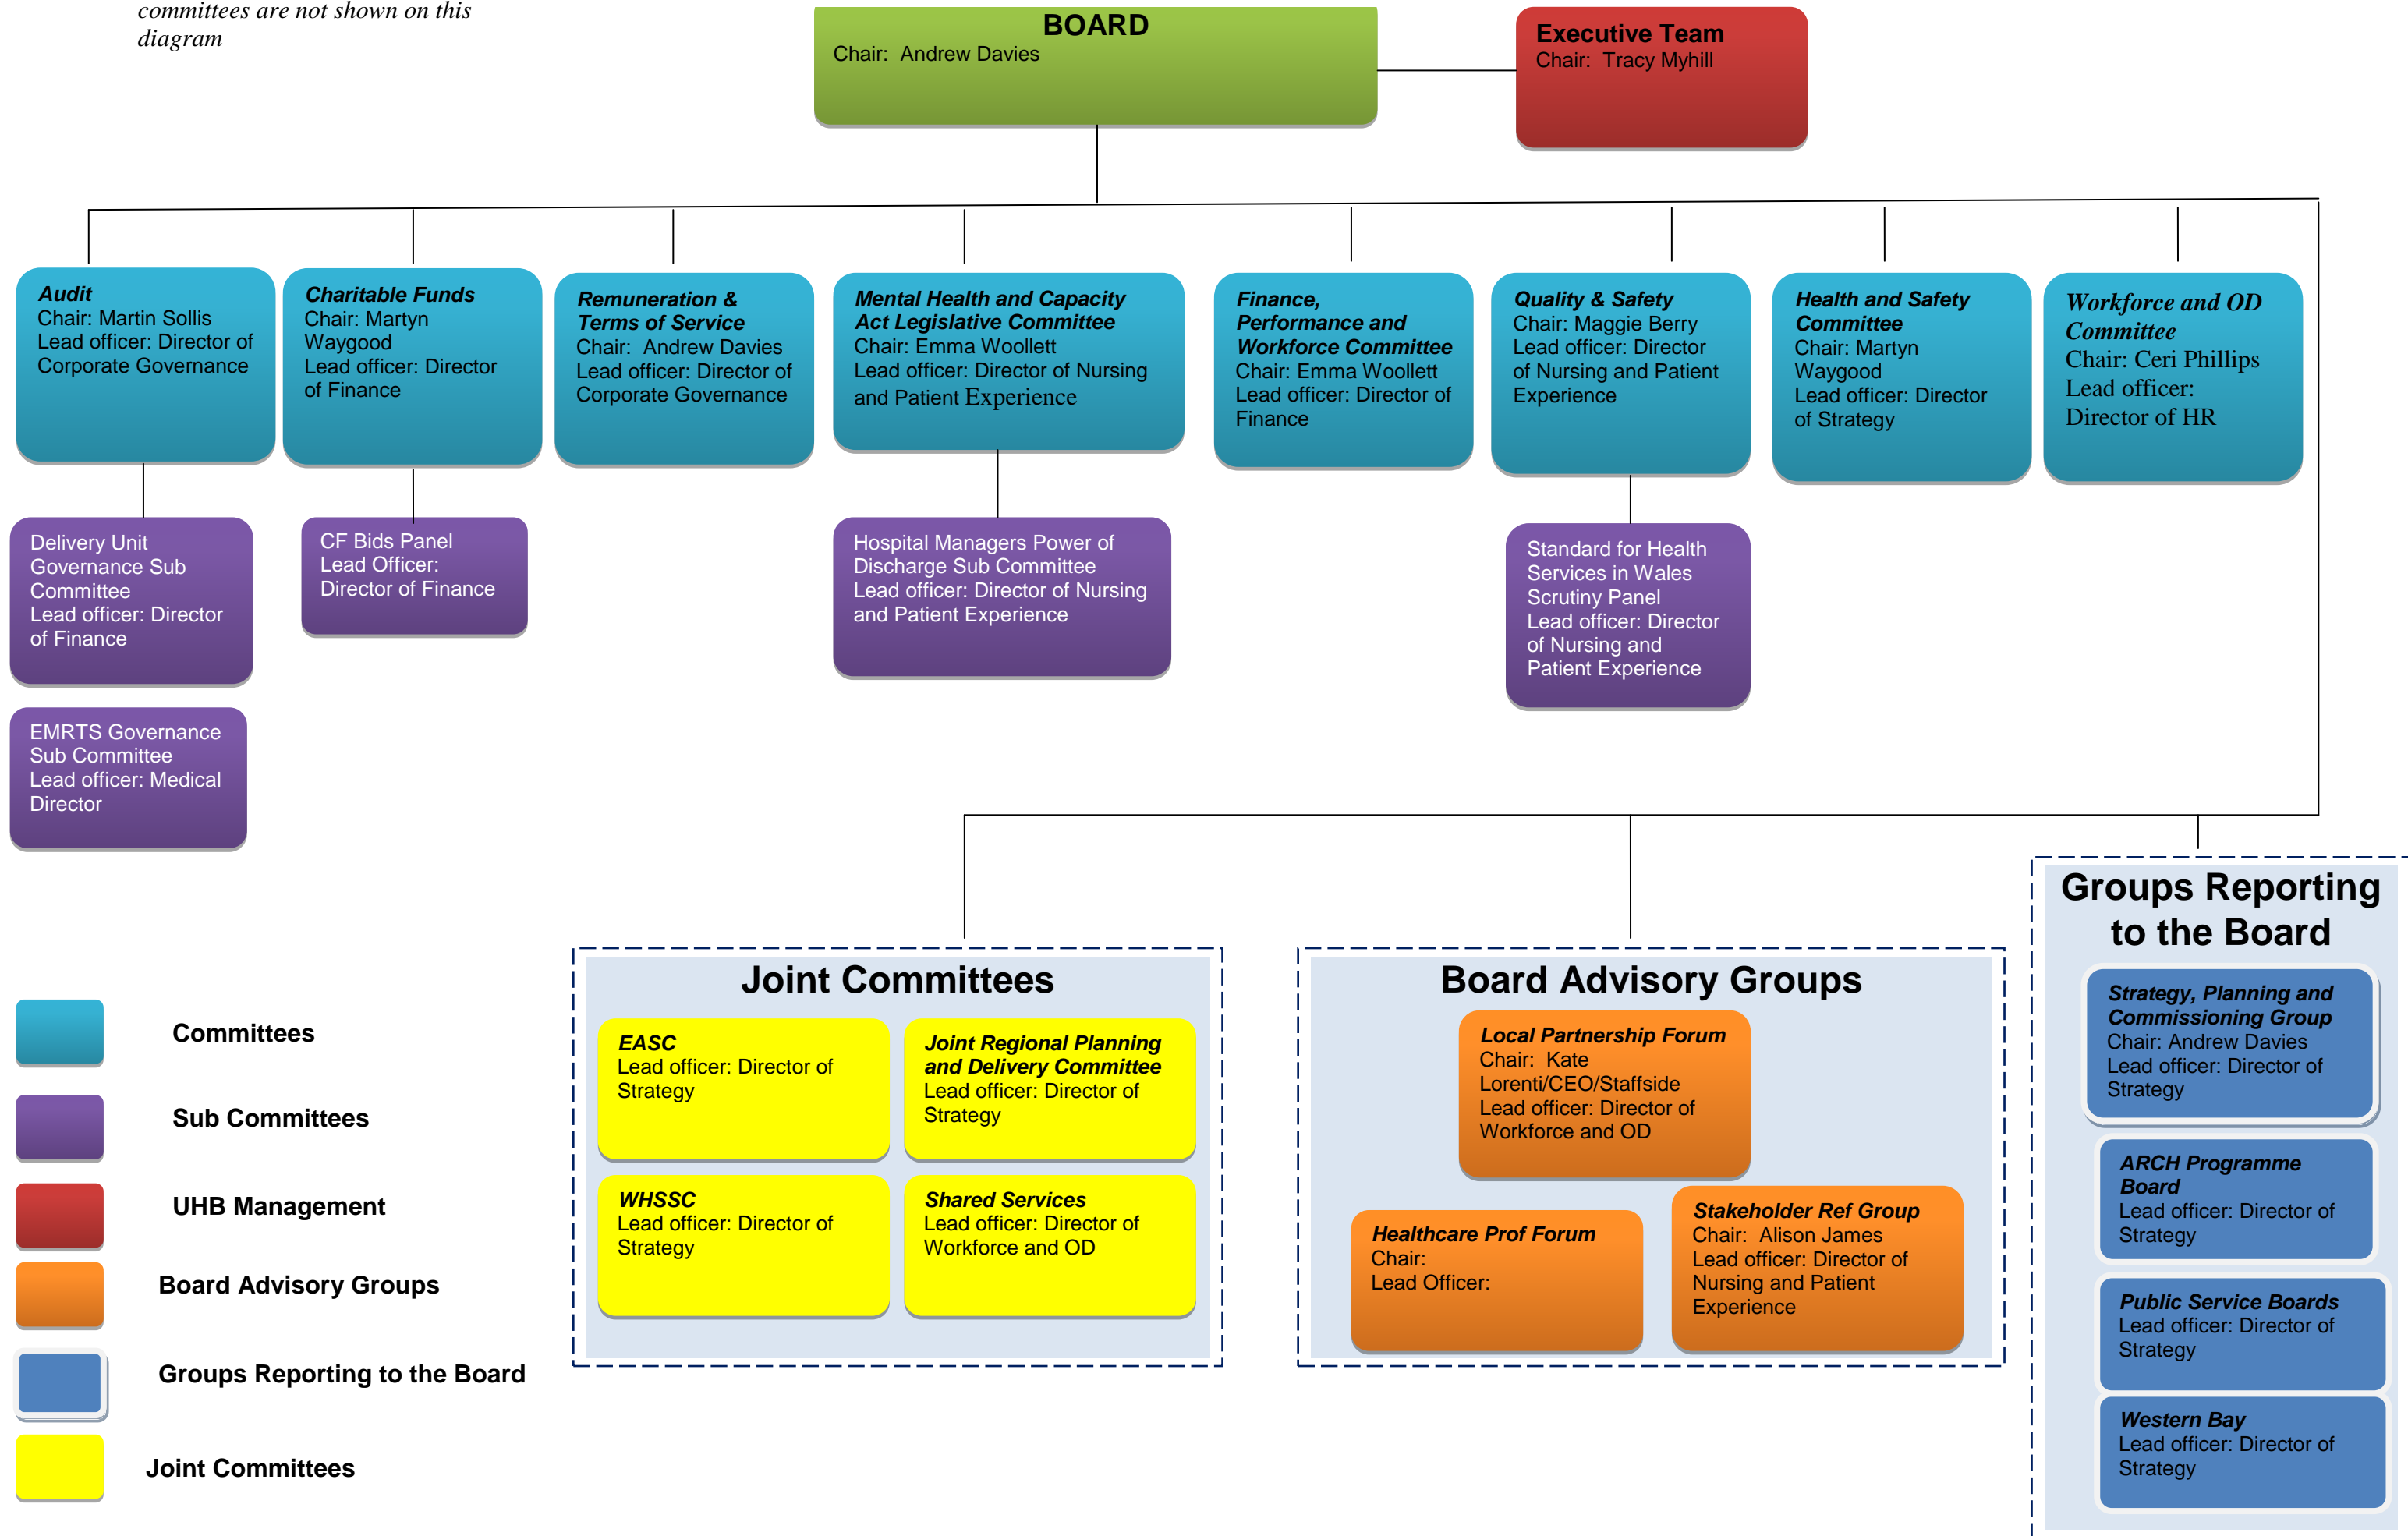 committees are not shown on this
diagram
BOARD
Chair: Andrew Davies
Executive Team
Chair: Tracy Myhill
Audit
Chair: Martin Sollis
Lead officer: Director of
Corporate Governance
Charitable Funds
Chair: Martyn
Waygood
Lead officer: Director
of Finance
Remuneration &
Terms of Service
Chair: Andrew Davies
Lead officer: Director of
Corporate Governance
Mental Health and Capacity
Act Legislative Committee
Chair: Emma Woollett
Lead officer: Director of Nursing
and Patient Experience
Finance,
Performance and
Workforce Committee
Chair: Emma Woollett
Lead officer: Director of
Finance
Quality & Safety
Chair: Maggie Berry
Lead officer: Director
of Nursing and Patient
Experience
Health and Safety
Committee
Chair: Martyn
Waygood
Lead officer: Director
of Strategy
Workforce and OD
Committee
Chair: Ceri Phillips
Lead officer:
Director of HR
Delivery Unit
Governance Sub
Committee
Lead officer: Director
of Finance
CF Bids Panel
Lead Officer:
Director of Finance
Hospital Managers Power of
Discharge Sub Committee
Lead officer: Director of Nursing
and Patient Experience
Standard for Health
Services in Wales
Scrutiny Panel
Lead officer: Director
of Nursing and
Patient Experience
EMRTS Governance
Sub Committee
Lead officer: Medical
Director
Committees
Sub Committees
UHB Management
Board Advisory Groups
Groups Reporting to the Board
Joint Committees
Joint Committees
EASC
Lead officer: Director of
Strategy
Joint Regional Planning
and Delivery Committee
Lead officer: Director of
Strategy
WHSSC
Lead officer: Director of
Strategy
Shared Services
Lead officer: Director of
Workforce and OD
Board Advisory Groups
Local Partnership Forum
Chair: Kate
Lorenti/CEO/Staffside
Lead officer: Director of
Workforce and OD
Healthcare Prof Forum
Chair:
Lead Officer:
Stakeholder Ref Group
Chair: Alison James
Lead officer: Director of
Nursing and Patient
Experience
Groups Reporting
to the Board
Strategy, Planning and
Commissioning Group
Chair: Andrew Davies
Lead officer: Director of
Strategy
ARCH Programme
Board
Lead officer: Director of
Strategy
Public Service Boards
Lead officer: Director of
Strategy
Western Bay
Lead officer: Director of
Strategy